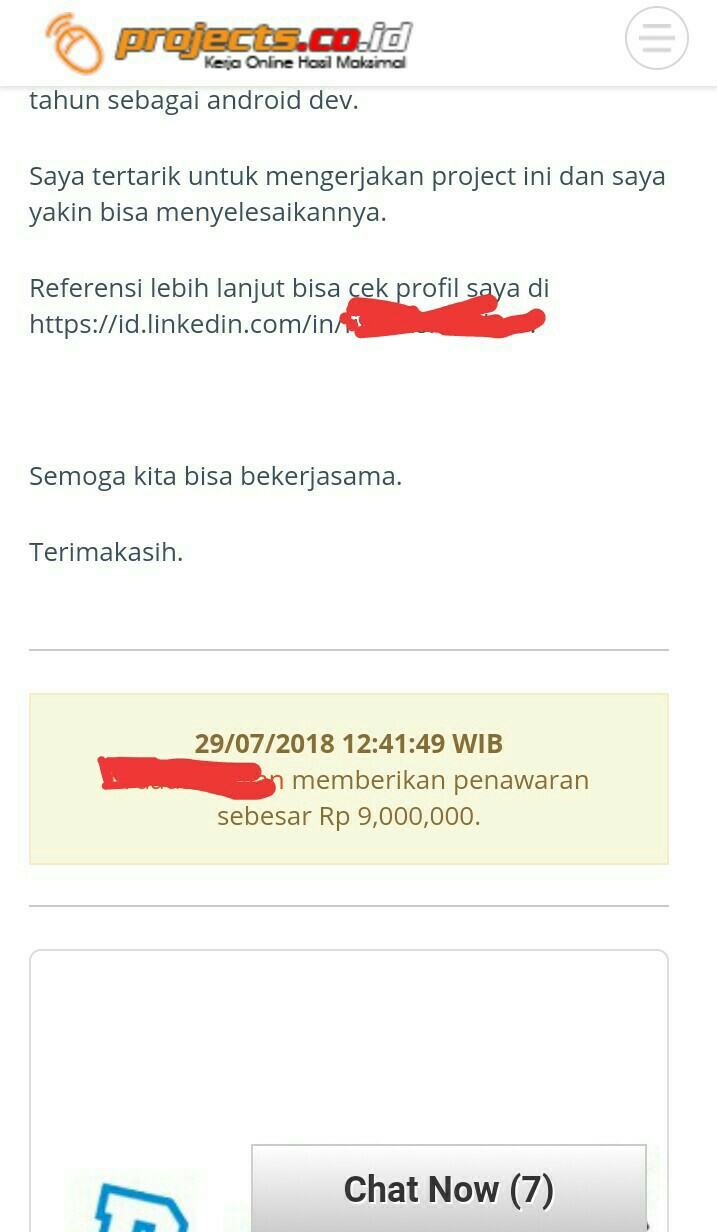 projects.co.id
Kerja Online Hasil Maksimal
tahun sebagai android dev.
Saya tertarik untuk mengerjakan project ini dan saya
yakin bisa menyelesaikannya.
Referensi lebih lanjut bisa cek profil saya di
https://id.linkedin.com/in/
Semoga kita bisa bekerjasama.
Terimakasih.
29/07/2018 12:41:49 WIB
memberikan penawaran
sebesar Rp 9,000,000.
Chat Now (7)